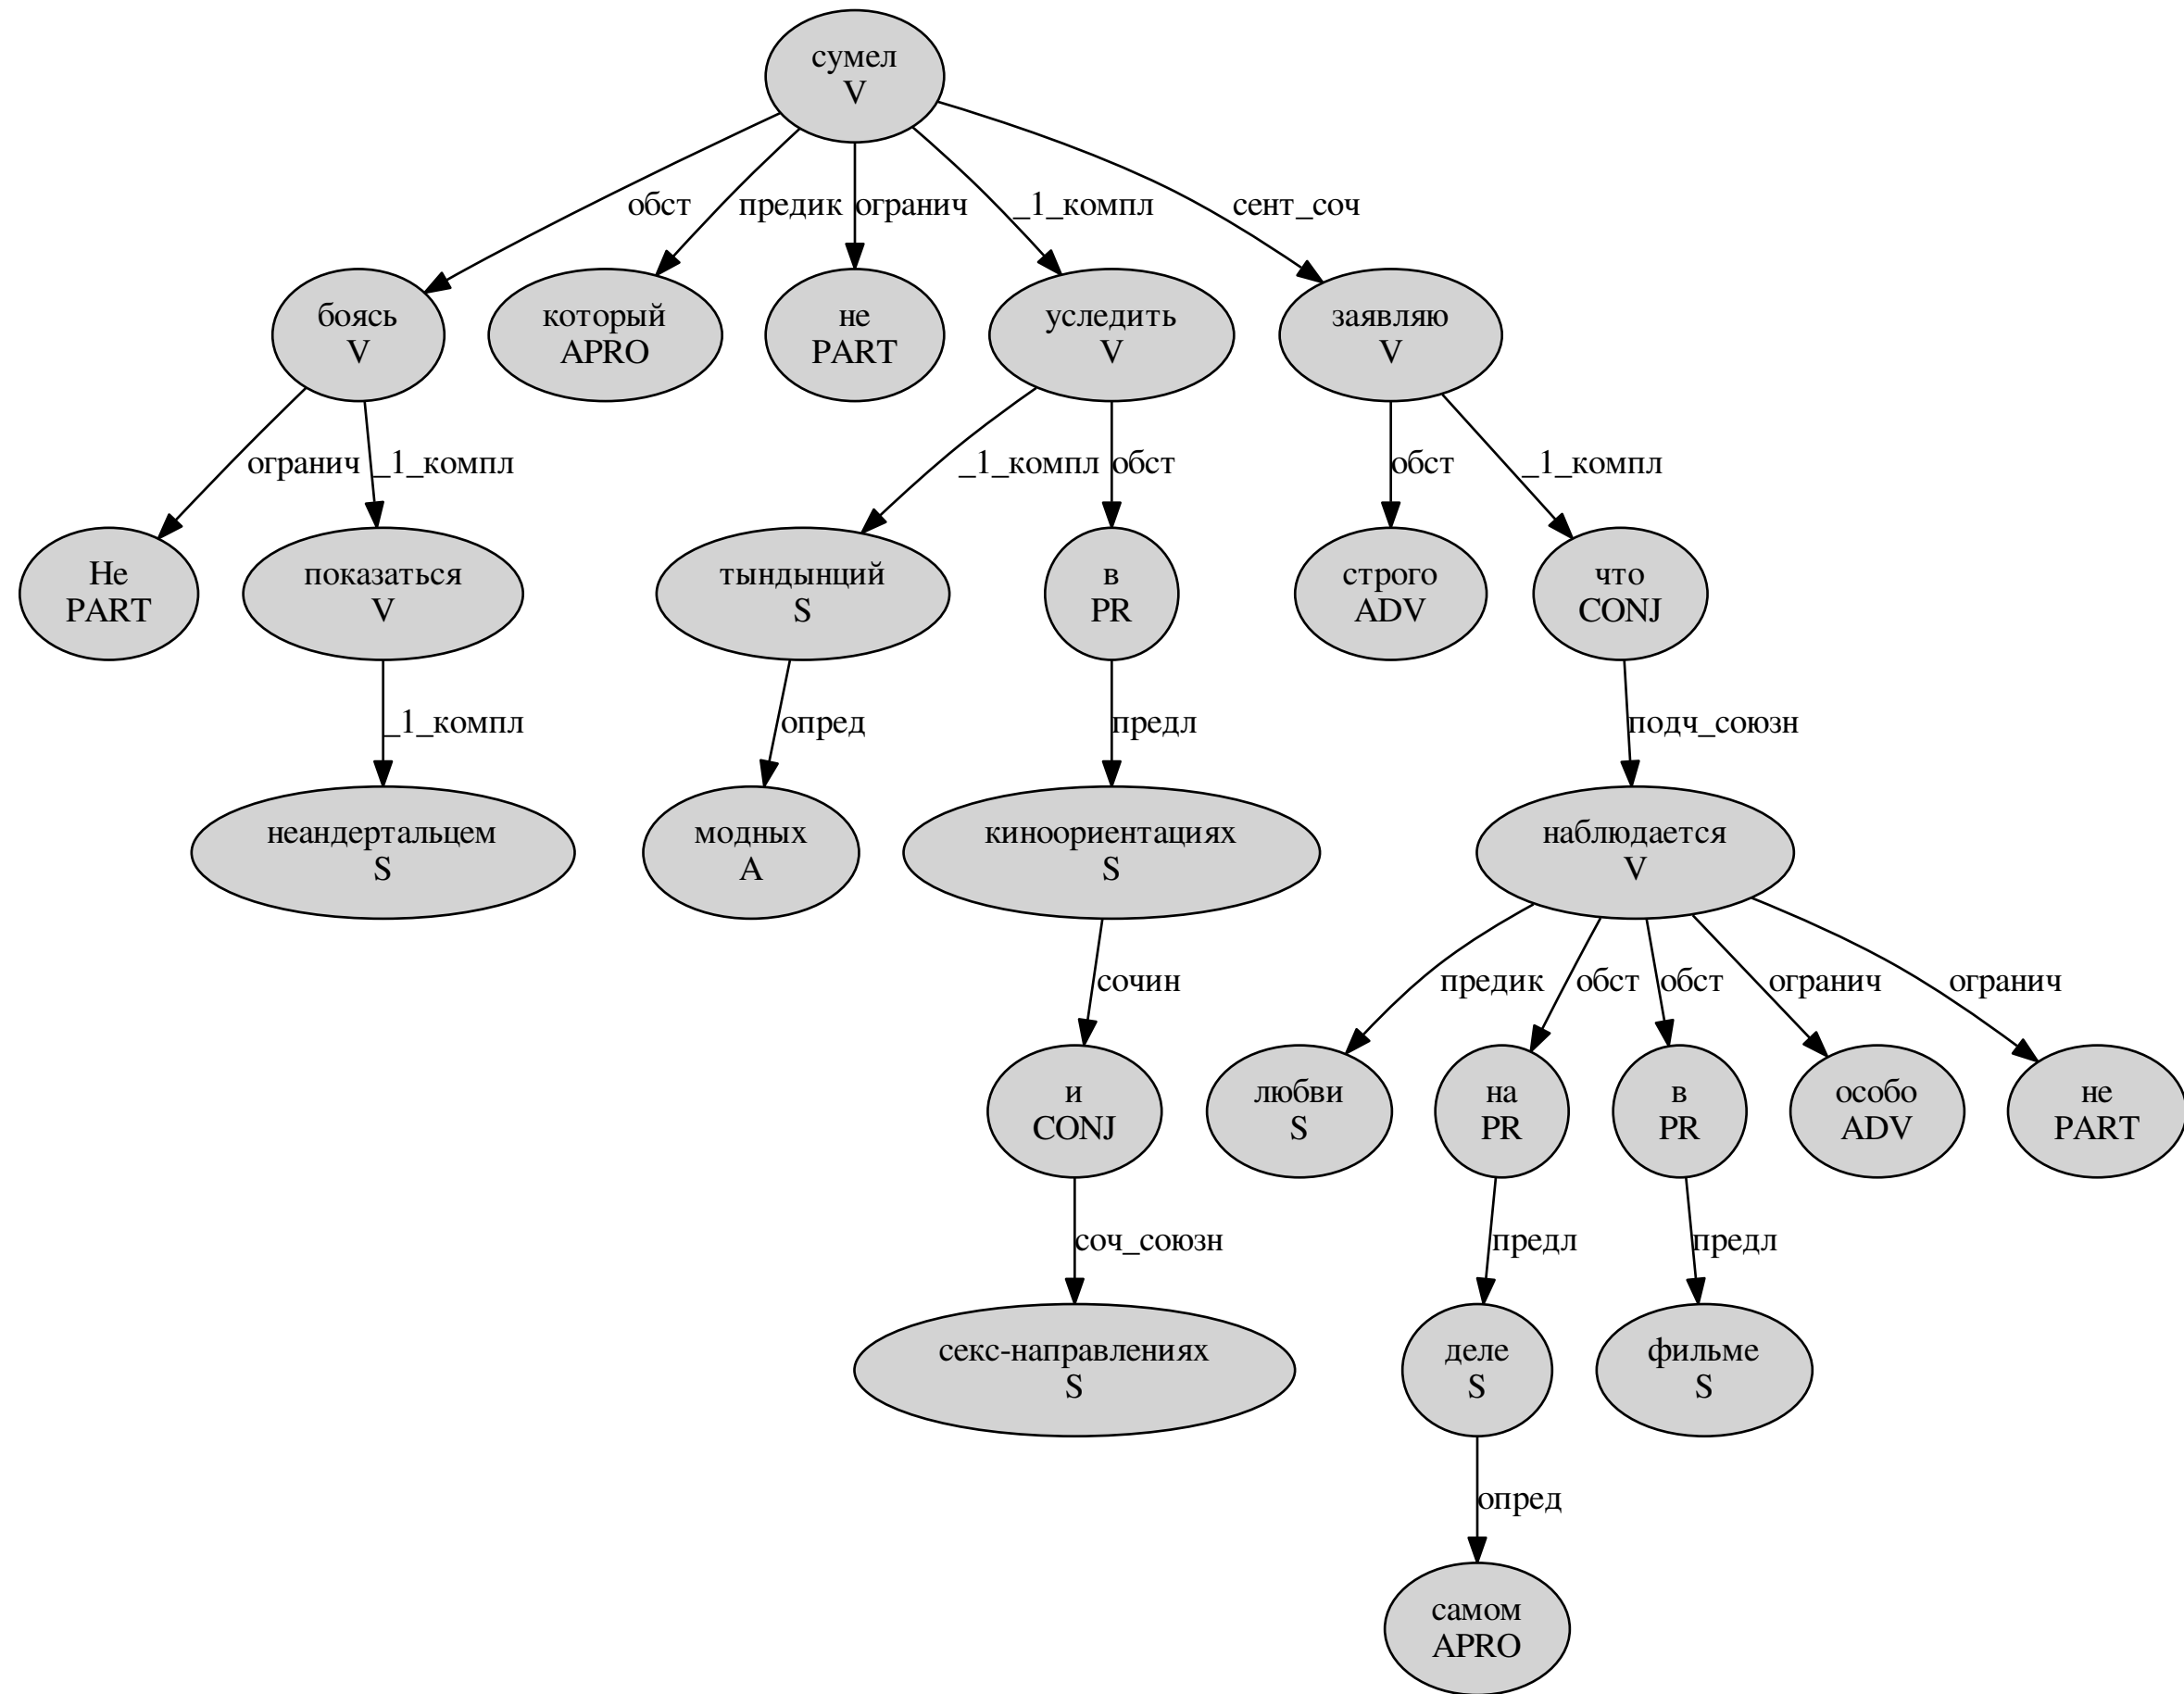 сумел
V
обст
предик
огранич
_1_компл
сент_соч
боясь
V
который
APRO
не
PART
уследить
V
заявляю
V
огранич
_1_компл
_1_компл
обст
обст
_1_компл
Не
PART
показаться
V
тындынций
S
в
PR
строго
ADV
что
CONJ
_1_компл
опред
предл
подч_союзн
неандертальцем
S
модных
A
киноориентациях
S
наблюдается
V
сочин
предик
обст
обст
огранич
огранич
и
CONJ
любви
S
на
PR
в
PR
особо
ADV
не
PART
соч_союзн
предл
предл
секс-направлениях
S
деле
S
фильме
S
опред
самом
APRO